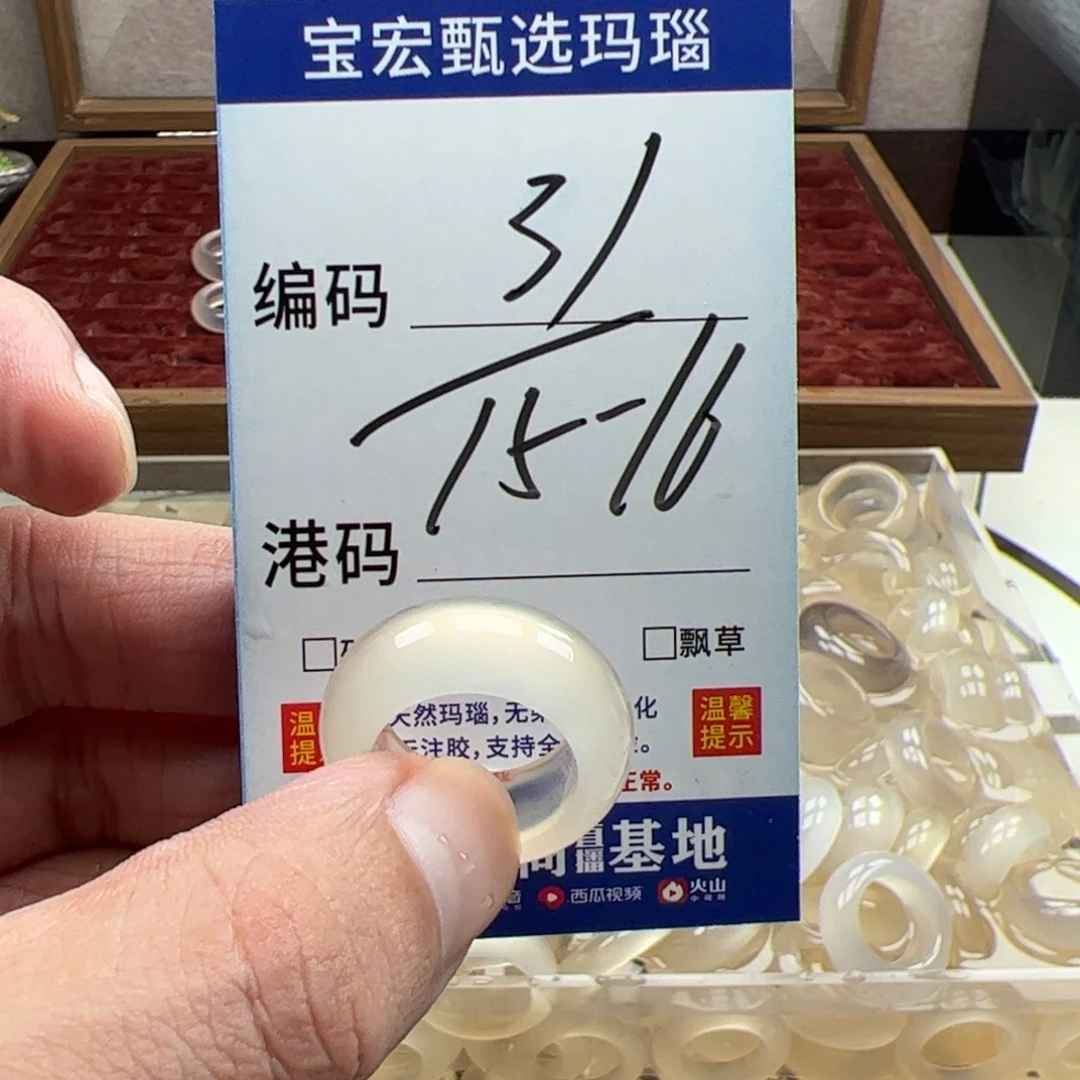 宝宏甄选玛瑙
编码 31
15-16
港码
□ □飘草
温馨提示
天然玛瑙,无 化
注胶,支持全 。
正常。
基地
西瓜视频 火山